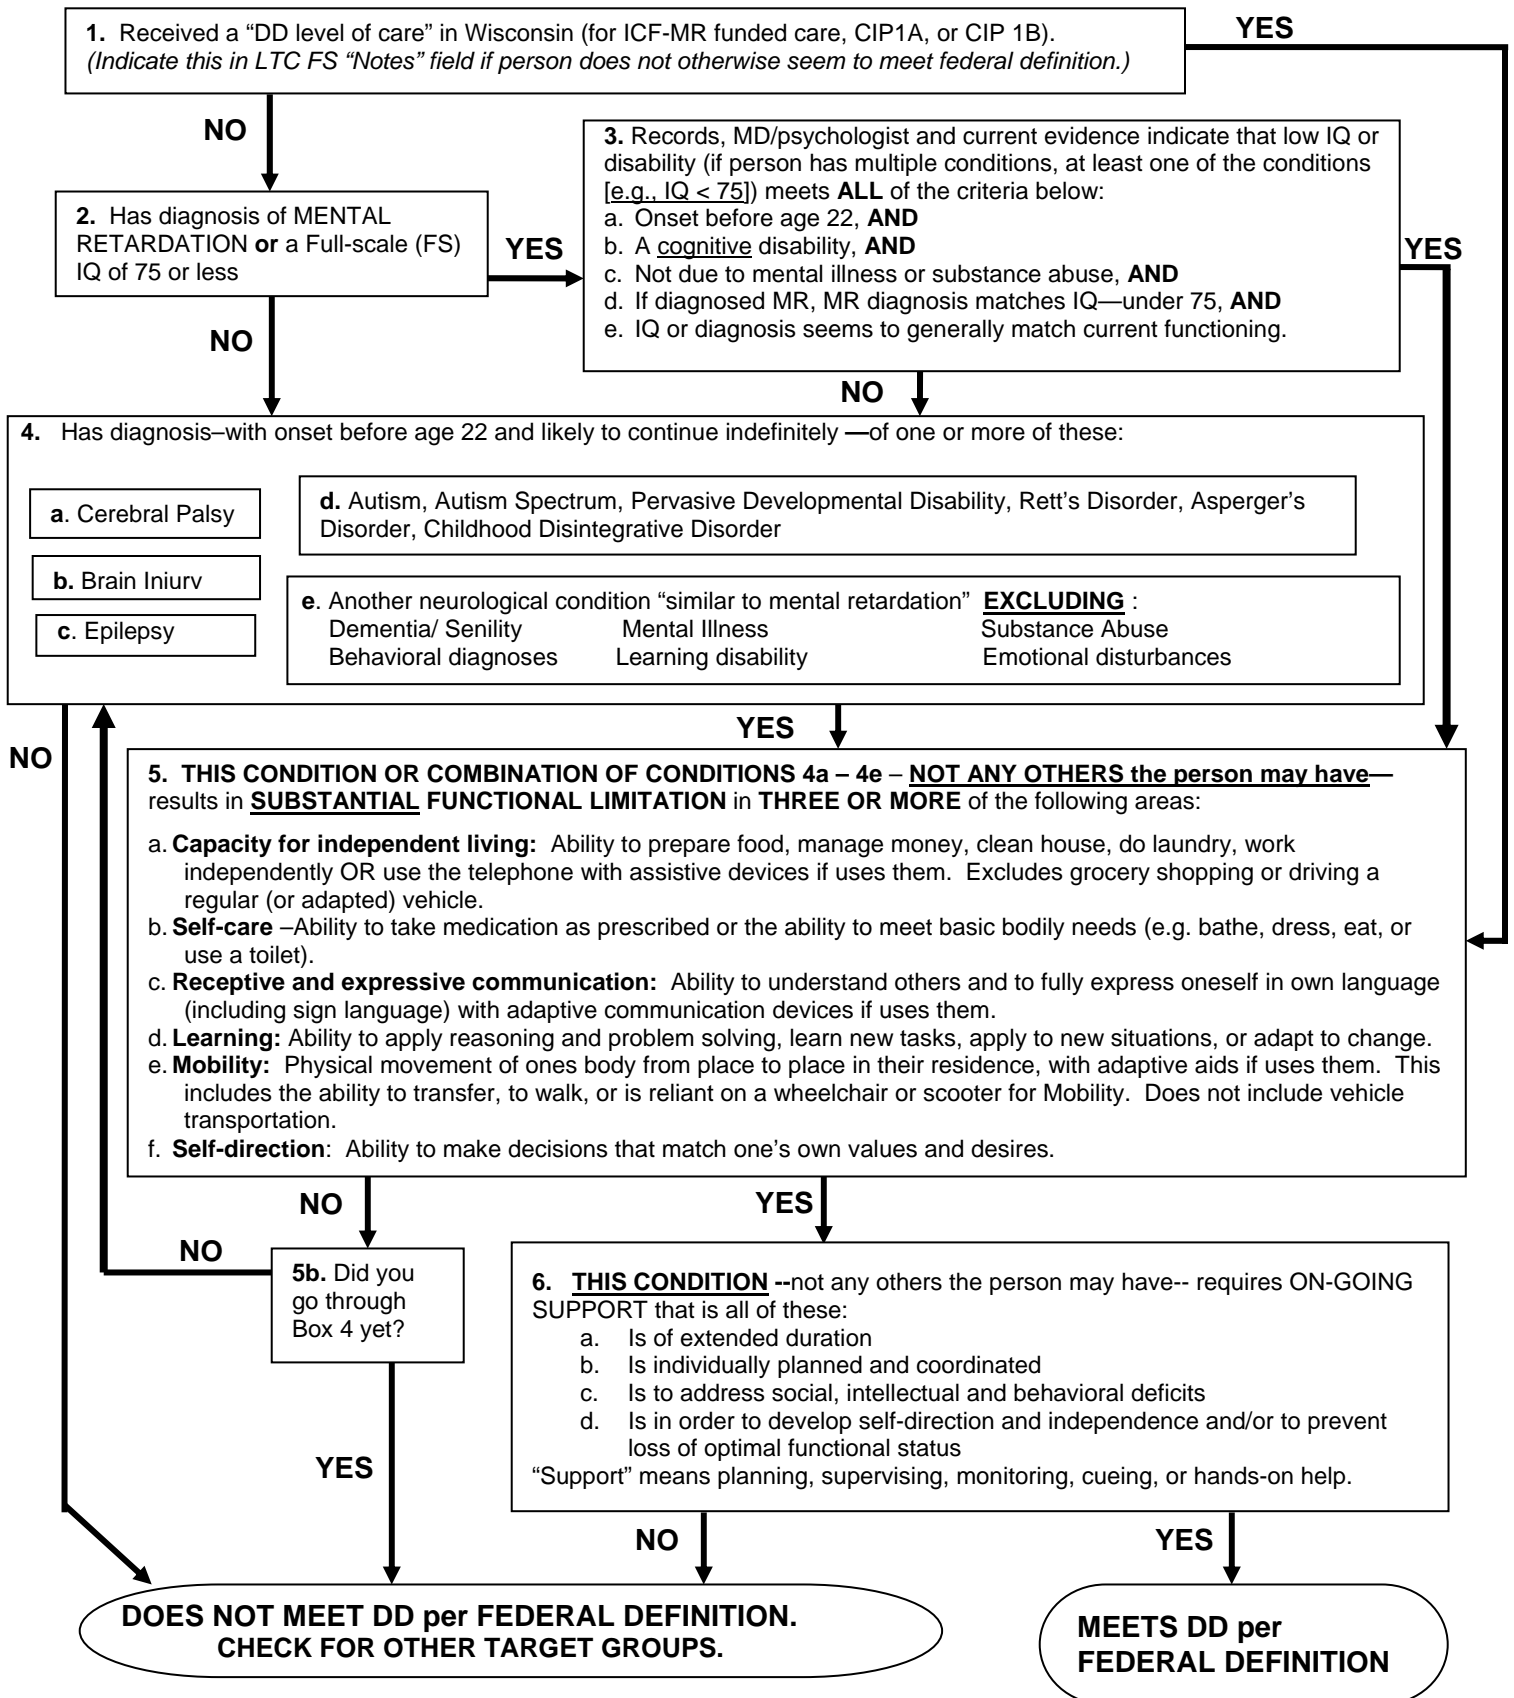 1. Received a “DD level of care” in Wisconsin (for ICF-MR funded care, CIP1A, or CIP 1B).
(Indicate this in LTC FS “Notes” field if person does not otherwise seem to meet federal definition.)
YES
NO
2. Has diagnosis of MENTAL
RETARDATION or a Full-scale (FS)
IQ of 75 or less
YES
NO
3. Records, MD/psychologist and current evidence indicate that low IQ or
disability (if person has multiple conditions, at least one of the conditions
[e.g., IQ < 75]) meets ALL of the criteria below:
a. Onset before age 22, AND
b. A cognitive disability, AND
c. Not due to mental illness or substance abuse, AND
d. If diagnosed MR, MR diagnosis matches IQ—under 75, AND
e. IQ or diagnosis seems to generally match current functioning.
YES
NO
4. Has diagnosis–with onset before age 22 and likely to continue indefinitely —of one or more of these:
a. Cerebral Palsy
b. Brain Iniurv
c. Epilepsy
d. Autism, Autism Spectrum, Pervasive Developmental Disability, Rett’s Disorder, Asperger’s
Disorder, Childhood Disintegrative Disorder
e. Another neurological condition “similar to mental retardation” EXCLUDING :
Dementia/ Senility Mental Illness Substance Abuse
Behavioral diagnoses Learning disability Emotional disturbances
NO
YES
5. THIS CONDITION OR COMBINATION OF CONDITIONS 4a – 4e – NOT ANY OTHERS the person may have—
results in SUBSTANTIAL FUNCTIONAL LIMITATION in THREE OR MORE of the following areas:
a. Capacity for independent living: Ability to prepare food, manage money, clean house, do laundry, work
independently OR use the telephone with assistive devices if uses them. Excludes grocery shopping or driving a
regular (or adapted) vehicle.
b. Self-care –Ability to take medication as prescribed or the ability to meet basic bodily needs (e.g. bathe, dress, eat, or
use a toilet).
c. Receptive and expressive communication: Ability to understand others and to fully express oneself in own language
(including sign language) with adaptive communication devices if uses them.
d. Learning: Ability to apply reasoning and problem solving, learn new tasks, apply to new situations, or adapt to change.
e. Mobility: Physical movement of ones body from place to place in their residence, with adaptive aids if uses them. This
includes the ability to transfer, to walk, or is reliant on a wheelchair or scooter for Mobility. Does not include vehicle
transportation.
f. Self-direction: Ability to make decisions that match one’s own values and desires.
NO
YES
NO
5b. Did you
go through
Box 4 yet?
YES
6. THIS CONDITION --not any others the person may have-- requires ON-GOING
SUPPORT that is all of these:
a. Is of extended duration
b. Is individually planned and coordinated
c. Is to address social, intellectual and behavioral deficits
d. Is in order to develop self-direction and independence and/or to prevent
loss of optimal functional status
“Support” means planning, supervising, monitoring, cueing, or hands-on help.
NO
YES
DOES NOT MEET DD per FEDERAL DEFINITION.
CHECK FOR OTHER TARGET GROUPS.
MEETS DD per
FEDERAL DEFINITION